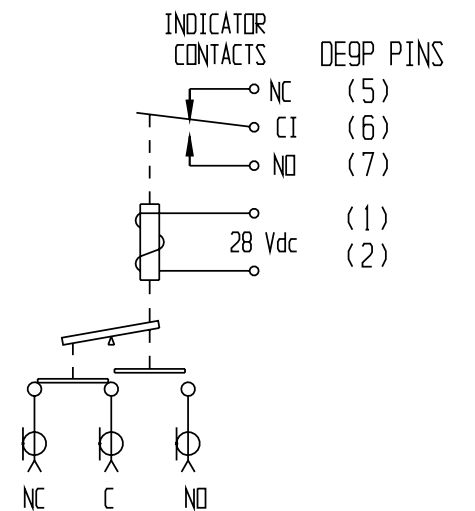 INDICATOR
CONTACTS
DE9P PINS
NC (5)
CI (6)
NO (7)
(1)
28 Vdc (2)
NC C NO